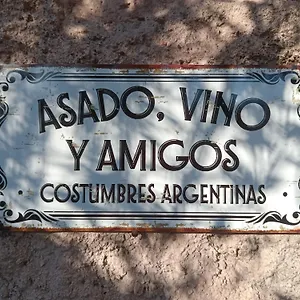 ASADO, VINO
Y AMIGOS
COSTUMBRES ARGENTINAS